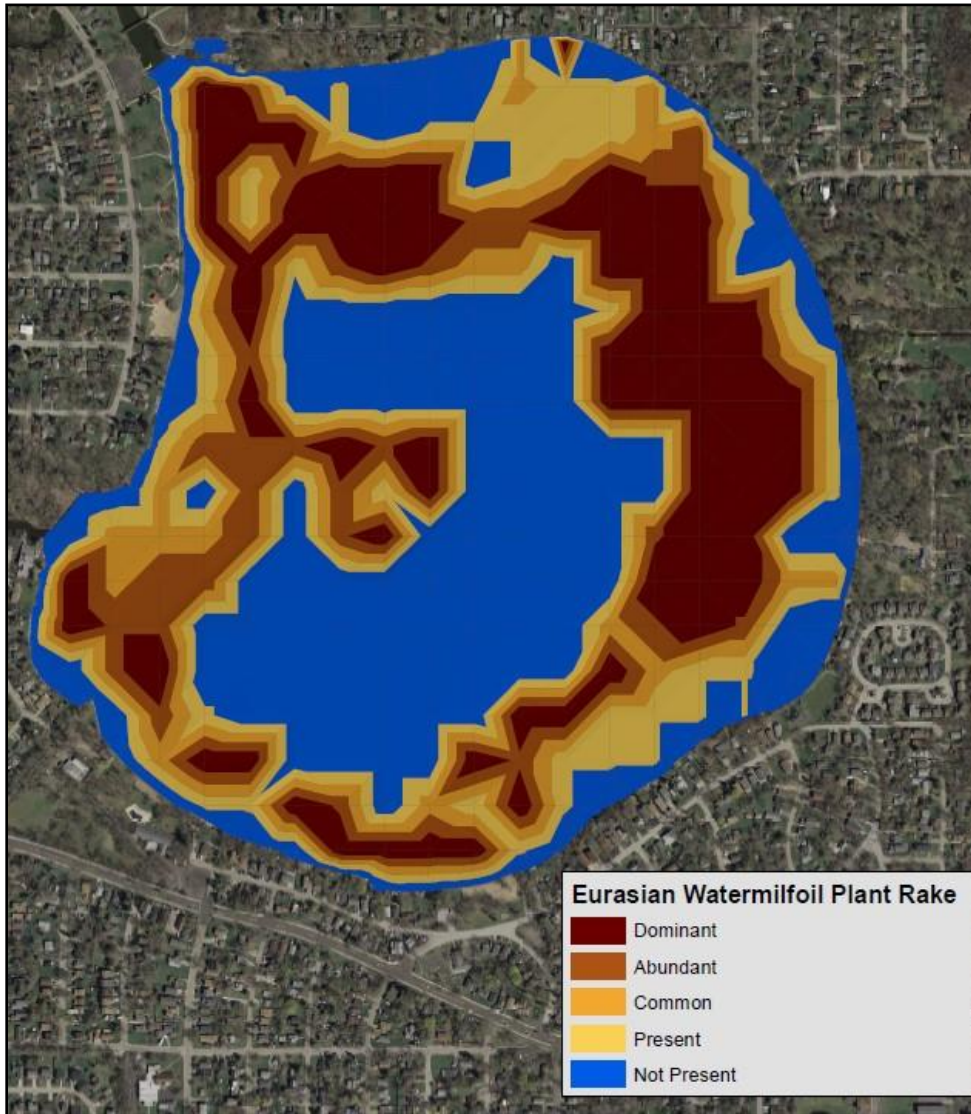 Eurasian Watermilfoil Plant Rake
Dominant
Abundant
Common
Present
Not Present